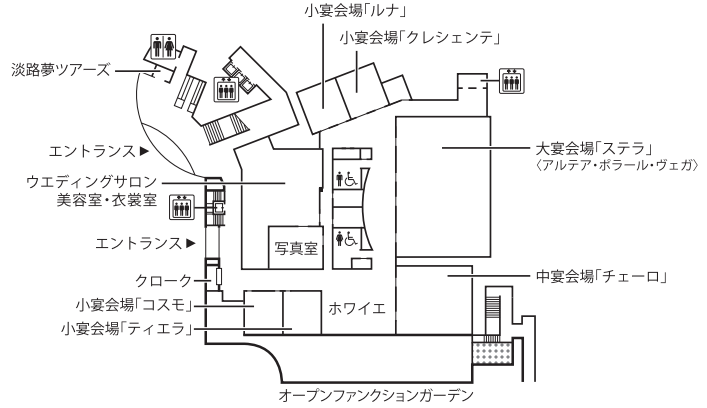 小宴会場「ルナ」
小宴会場「クレシェンテ」
淡路夢ツアーズ
大宴会場「ステラ」
〈アルテア・ポラール・ヴェガ〉
エントランス▶
ウエディングサロン
美容室・衣裳室
写真室
エントランス▶
クローク
中宴会場「チェーロ」
小宴会場「コスモ」
ホワイエ
小宴会場「ティエラ」
オープンファンクションガーデン